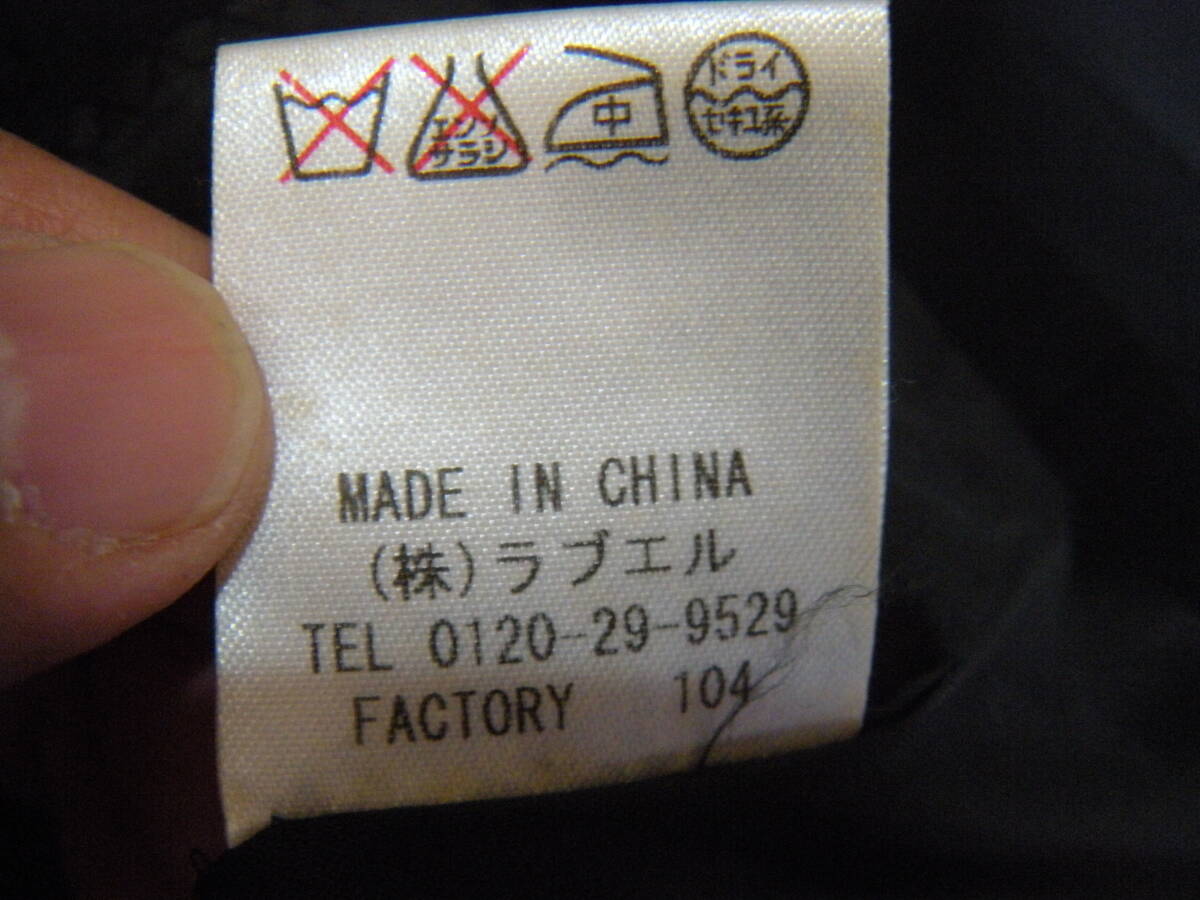 エンソ サラシ 中 ドライ セキユ系
MADE IN CHINA
(株)ラブエル
TEL 0120-29-9529
FACTORY 104